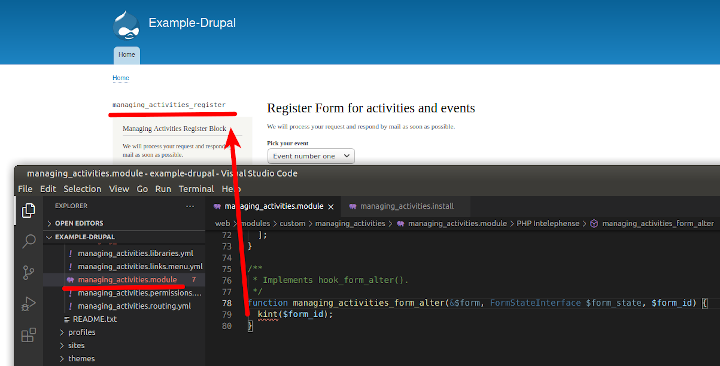 Example-Drupal
Home
Home
managing_activities_register
Managing Activities Register Block
We will process your request and respond by
mail as soon as possible.
Register Form for activities and events
We will process your request and respond by mail as soon as possible.
Pick your event
Event number one
managing_activities.module - example-drupal - Visual Studio Code
File Edit Selection View Go Run Terminal Help
EXPLORER
OPEN EDITORS
EXAMPLE-DRUPAL
managing_activities.libraries.yml
managing_activities.links.menu.yml
managing_activities.module 7
managing_activities.permissions....
managing_activities.routing.yml
README.txt
profiles
sites
themes
managing_activities.module
managing_activities.install
web > modules > custom > managing_activities > managing_activities.module > PHP Intelephense > managing_activities_form_alter
72 ];
73 }
74
75 /**
76 * Implements hook_form_alter().
77 */
78 function managing_activities_form_alter(&$form, FormStateInterface $form_state, $form_id) {
79 kint($form_id);
80 }